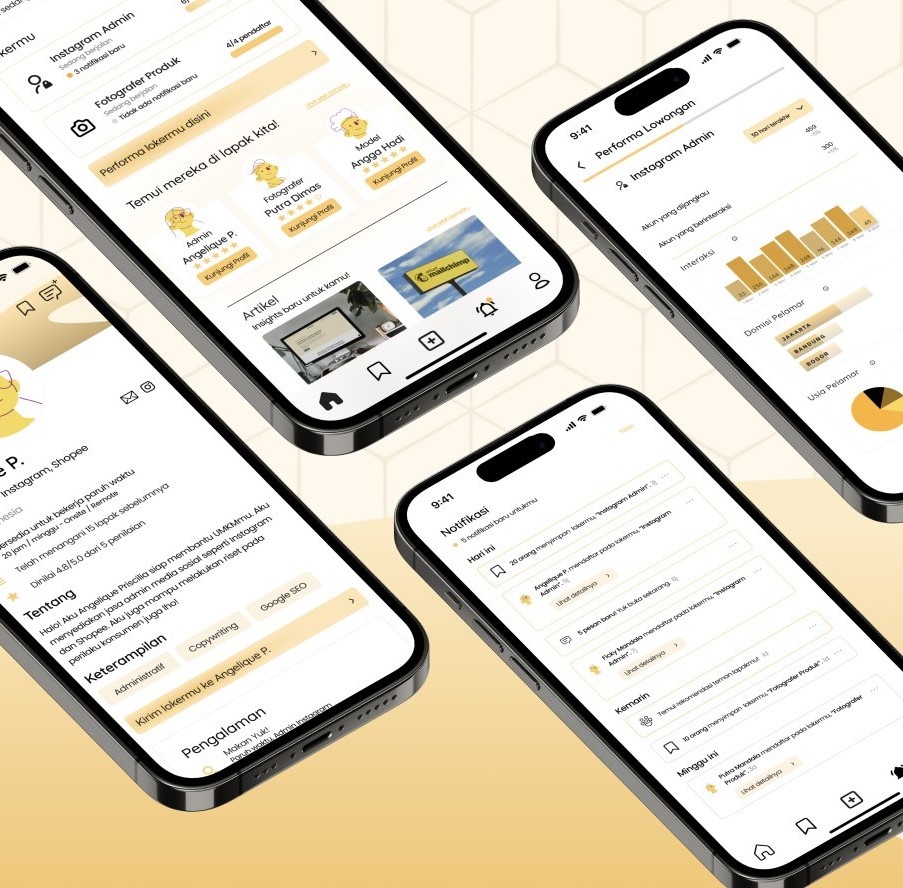 Instagram Admin
Sedang berjalan
3 notifikasi baru
Fotografer Produk
Sedang berjalan
Tidak ada notifikasi baru
4/4 pendaftar
Performa lokermu disini
Temui mereka di lapak kita!
Admin
Angelique P.
Kunjungi Profil
Fotografer
Putra Dimas
Kunjungi Profil
Model
Angga Hadi
Kunjungi Profil
Artikel
Insights baru untukmu!
mailchimp
9:41
Performa Lowongan
Instagram Admin
30 hari terakhir
Akun yang dijangkau
459
Akun yang berinteraksi
300
Interaksi
Domisi Pelamar
JAKARTA
BANDUNG
BOGOR
Usia Pelamar
e P.
Instagram, Shopee
nesia
ersedia untuk bekerja paruh waktu
20 jam / minggu - Onsite / Remote
Telah menangani 15 lapak sebelumnya
Dinilai 4.8/5.0 dari 5 penilaian
Tentang
Halo! Aku Angelique Priscilla siap membantu UMKMmu. Aku
menyediakan jasa admin media sosial seperti Instagram
dan Shopee. Aku juga mampu melakukan riset pada
perilaku konsumen juga lho!
Keterampilan
Administratif
Copywriting
Google SEO
Kirim lokermu ke Angelique P.
Pengalaman
Makan Yuk!
Paruh waktu, Admin Instagram
9:41
Notifikasi
5 notifikasi baru untukmu
Hari ini
20 orang menyimpan lokermu, "Instagram Admin".
Angelique P. mendaftar pada lokermu, "Instagram
Admin".
Lihat detailnya
5 pesan baru! Yuk buka sekarang.
Ficky Mandala mendaftar pada lokermu, "Instagram
Admin".
Lihat detailnya
Kemarin
Temui rekomendasi teman lapakmu! 1d
10 orang menyimpan lokermu, "Fotografer Produk". 1d
Minggu ini
Putra Mandala mendaftar pada lokermu, "Fotografer
Produk". 3d
Lihat detailnya